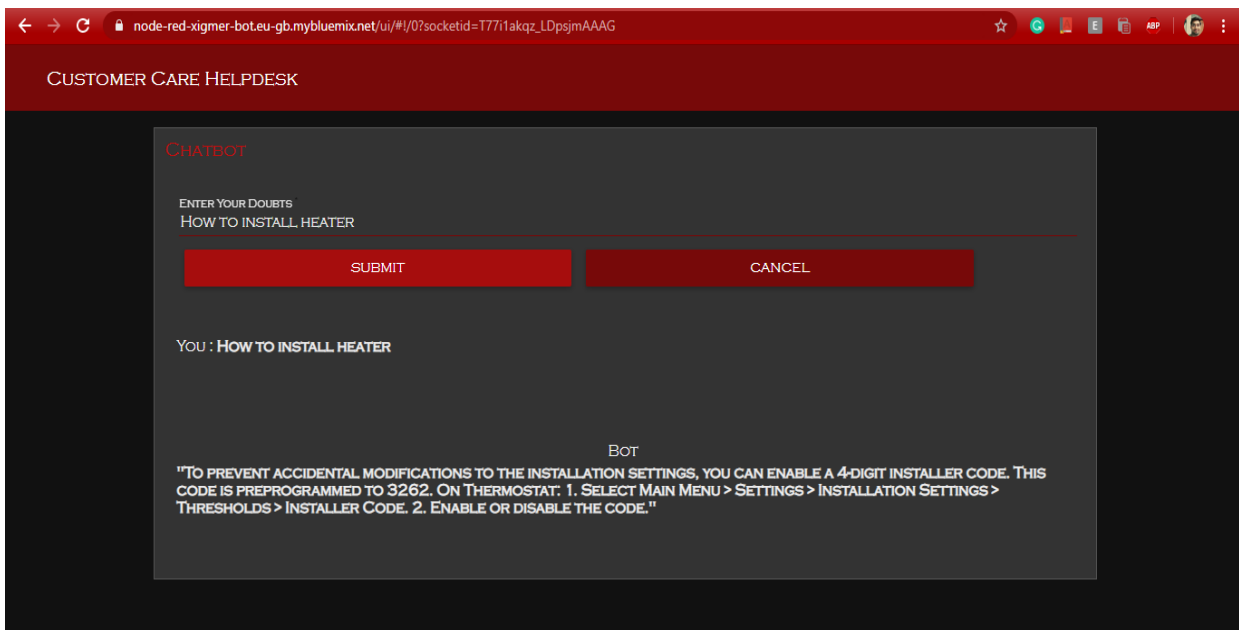 node-red-xigmer-bot.eu-gb.mybluemix.net/ui/#!/0?socketid=T77i1akqz_LDpsjmAAAG
ABP
Customer Care Helpdesk
Chatbot
Enter Your Doubts *
How to install heater
SUBMIT
CANCEL
You : How to install heater
Bot
"To prevent accidental modifications to the installation settings, you can enable a 4-digit installer code. This
code is preprogrammed to 3262. On Thermostat: 1. Select Main Menu > Settings > Installation Settings >
Thresholds > Installer Code. 2. Enable or disable the code."